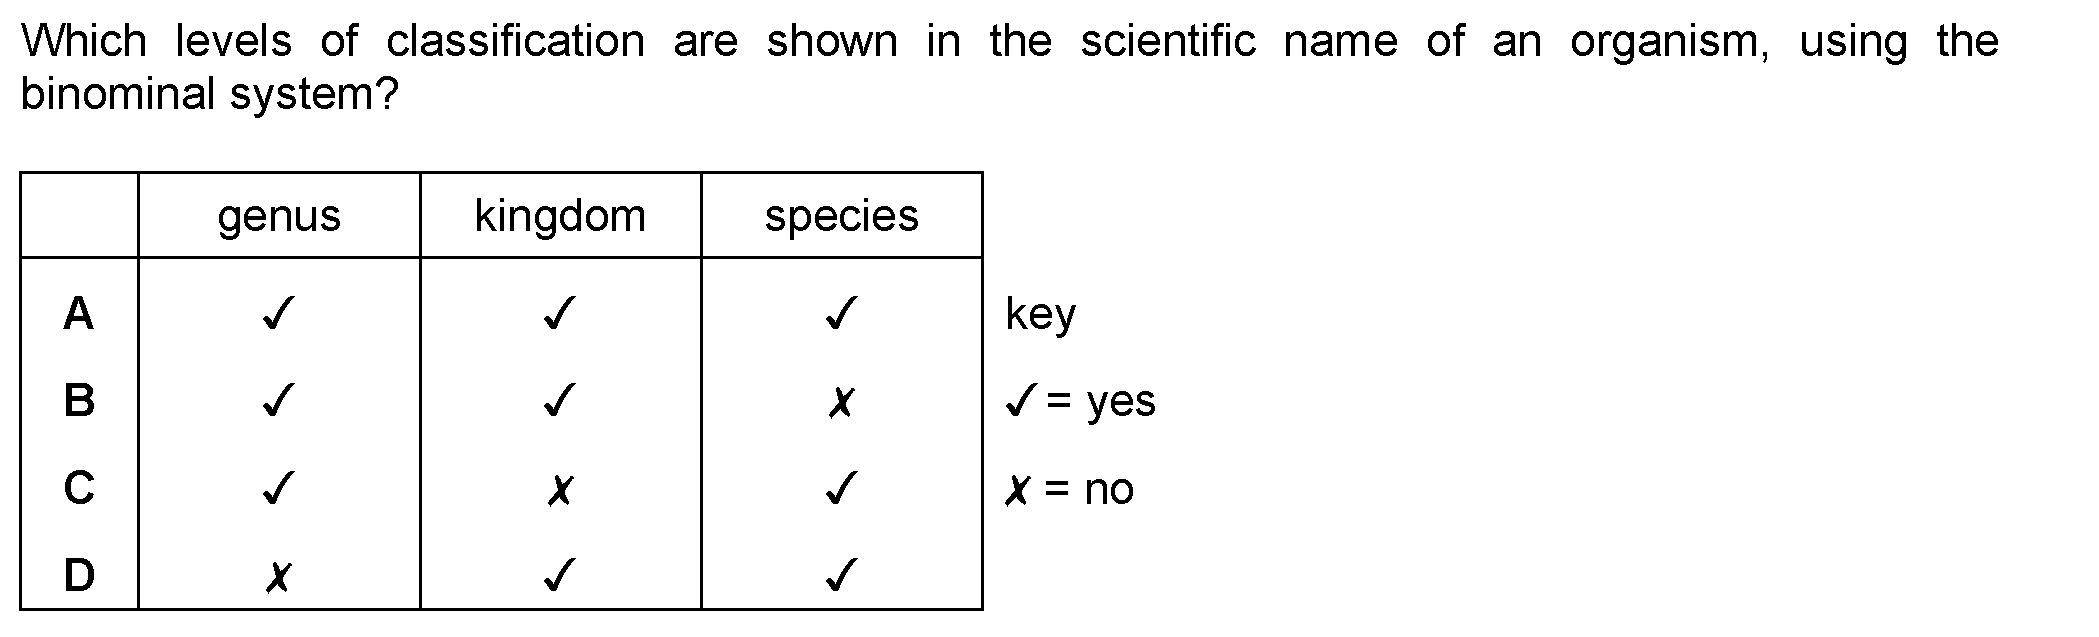 Which levels of classification are shown in the scientific name of an organism, using the
binominal system?
genus kingdom species
A ✓ ✓ ✓ key
B ✓ ✓ ✗ ✓ = yes
C ✓ ✗ ✓ ✗ = no
D ✗ ✓ ✓